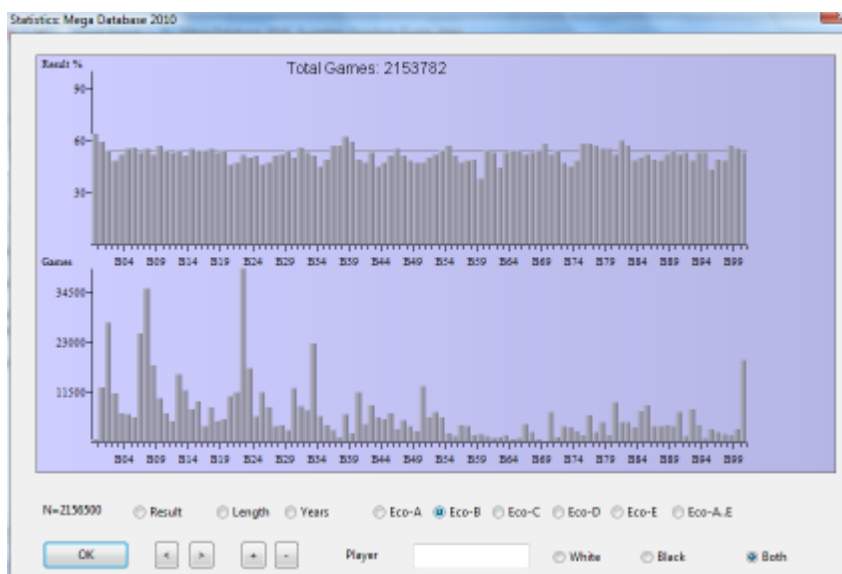 Statistics: Mega Database 2010
Result %
Total Games: 2153782
90
60
30
B04 B09 B14 B19 B24 B29 B34 B39 B44 B49 B54 B59 B64 B69 B74 B79 B84 B89 B94 B99
Games
34500
23000
11500
B04 B09 B14 B19 B24 B29 B34 B39 B44 B49 B54 B59 B64 B69 B74 B79 B84 B89 B94 B99
N=2156500 Result Length Years Eco-A Eco-B Eco-C Eco-D Eco-E Eco-A..E
OK < > + - Player White Black Both